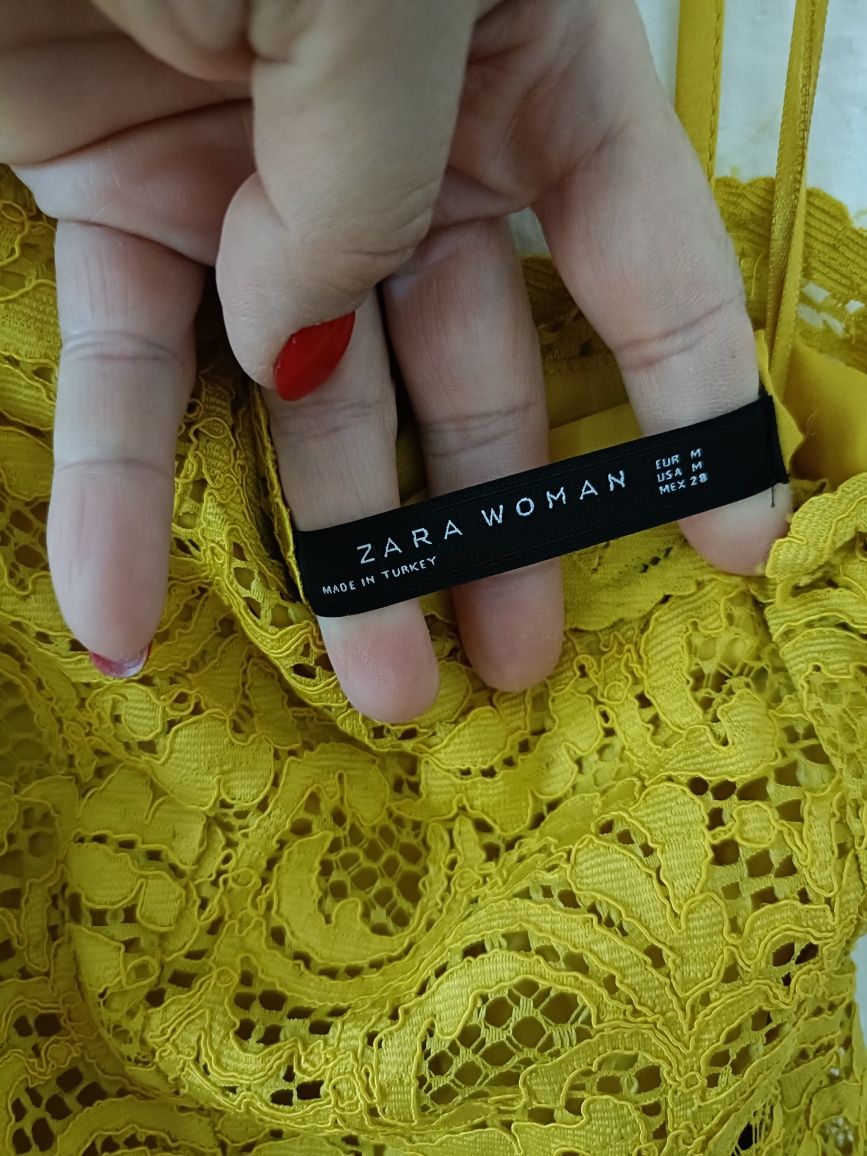 ZARA WOMAN
MADE IN TURKEY
EUR M
USA M
MEX 28